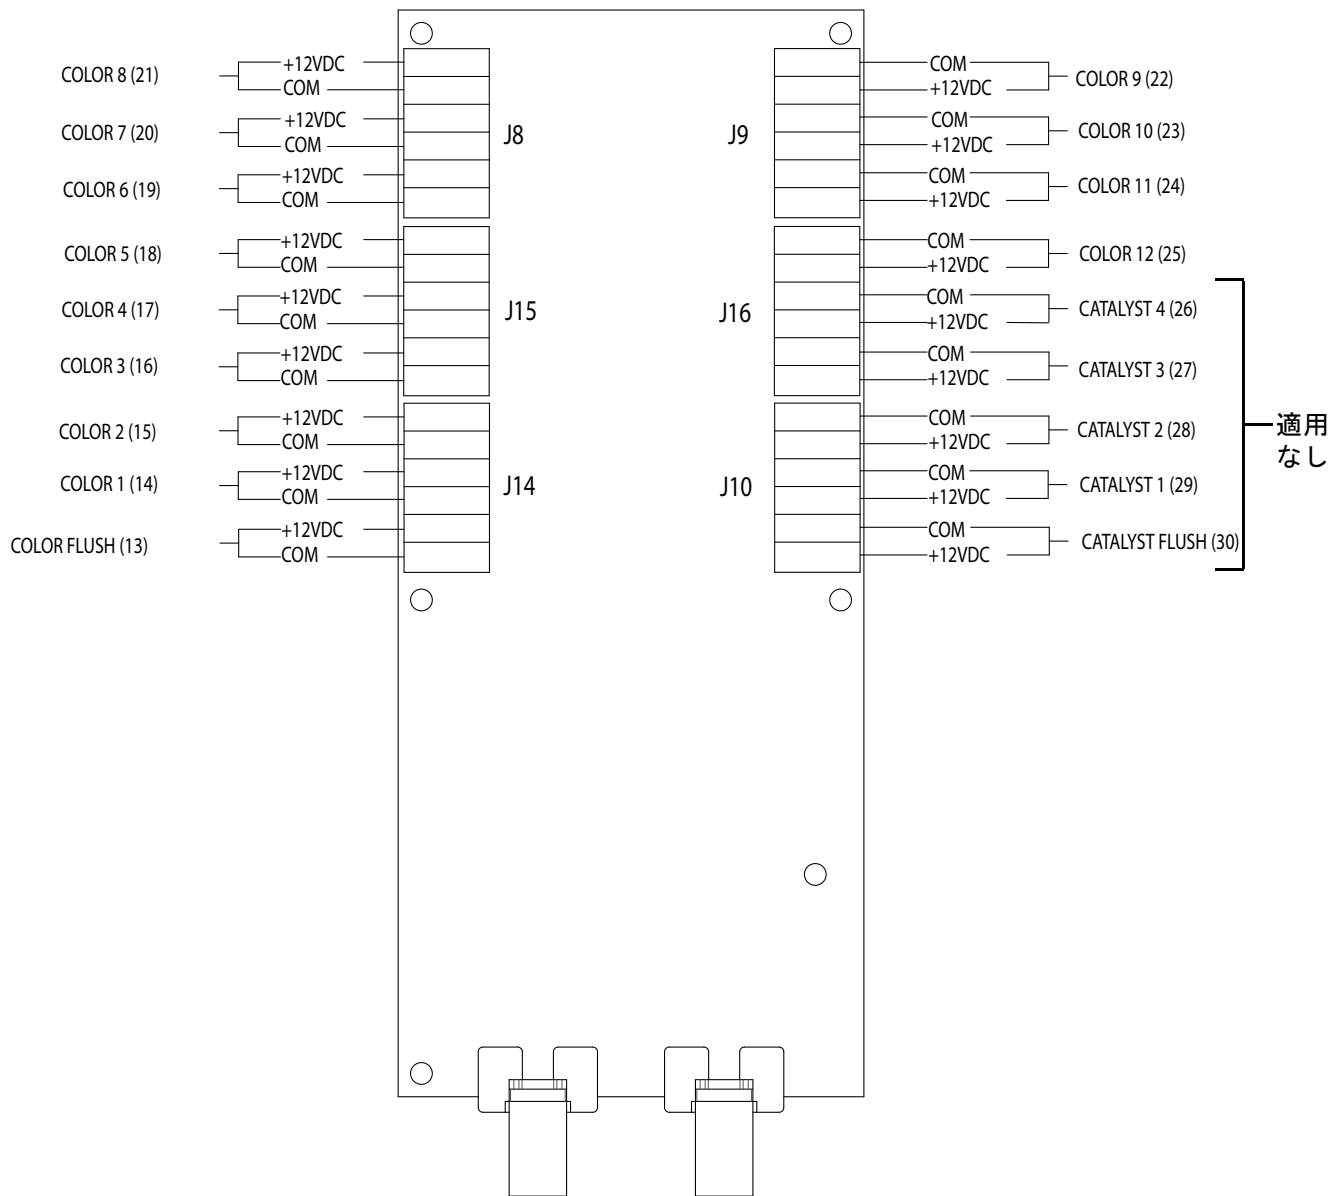 COLOR 8 (21)
+12VDC
COM
COLOR 7 (20)
+12VDC
COM
COLOR 6 (19)
+12VDC
COM
J8
COLOR 5 (18)
+12VDC
COM
COLOR 4 (17)
+12VDC
COM
COLOR 3 (16)
+12VDC
COM
J15
COLOR 2 (15)
+12VDC
COM
COLOR 1 (14)
+12VDC
COM
COLOR FLUSH (13)
+12VDC
COM
J14
J9
COM
+12VDC
COLOR 9 (22)
COM
+12VDC
COLOR 10 (23)
COM
+12VDC
COLOR 11 (24)
J16
COM
+12VDC
COLOR 12 (25)
COM
+12VDC
CATALYST 4 (26)
COM
+12VDC
CATALYST 3 (27)
J10
COM
+12VDC
CATALYST 2 (28)
COM
+12VDC
CATALYST 1 (29)
COM
+12VDC
CATALYST FLUSH (30)
適用
なし